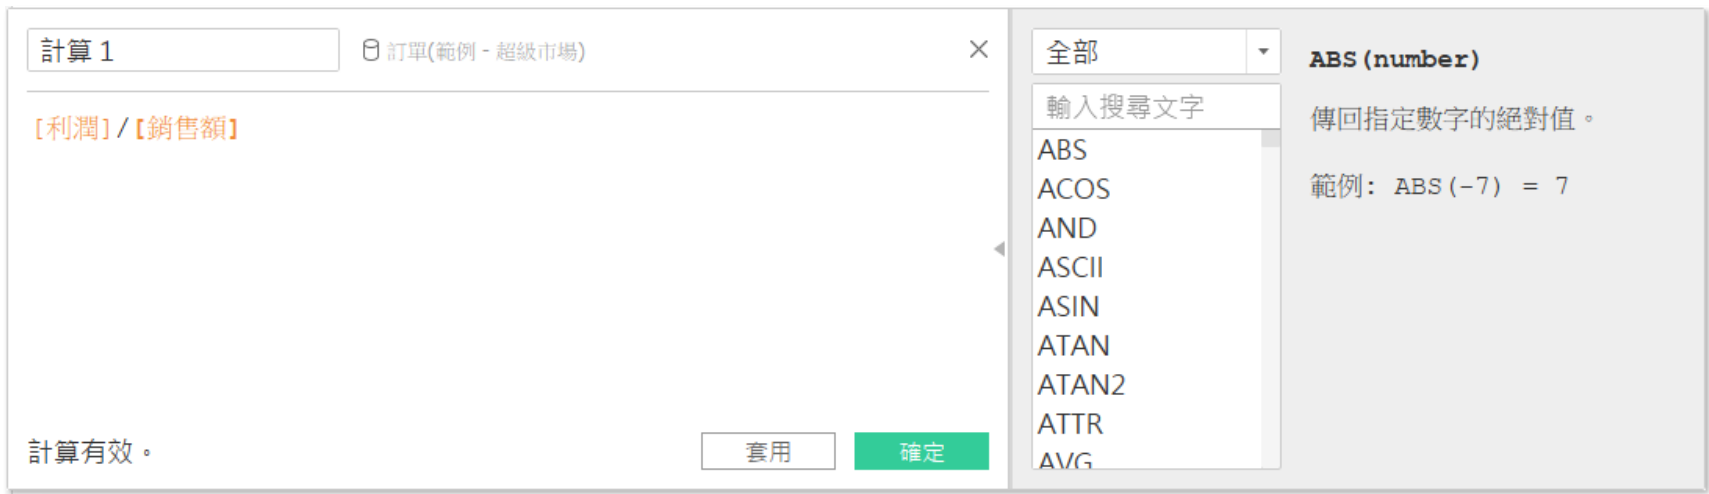 計算 1
訂單(範例 - 超級市場)
[利潤]/[銷售額]
計算有效。
套用
確定
全部
輸入搜尋文字
ABS
ACOS
AND
ASCII
ASIN
ATAN
ATAN2
ATTR
AVG
ABS(number)
傳回指定數字的絕對值。
範例: ABS(-7) = 7